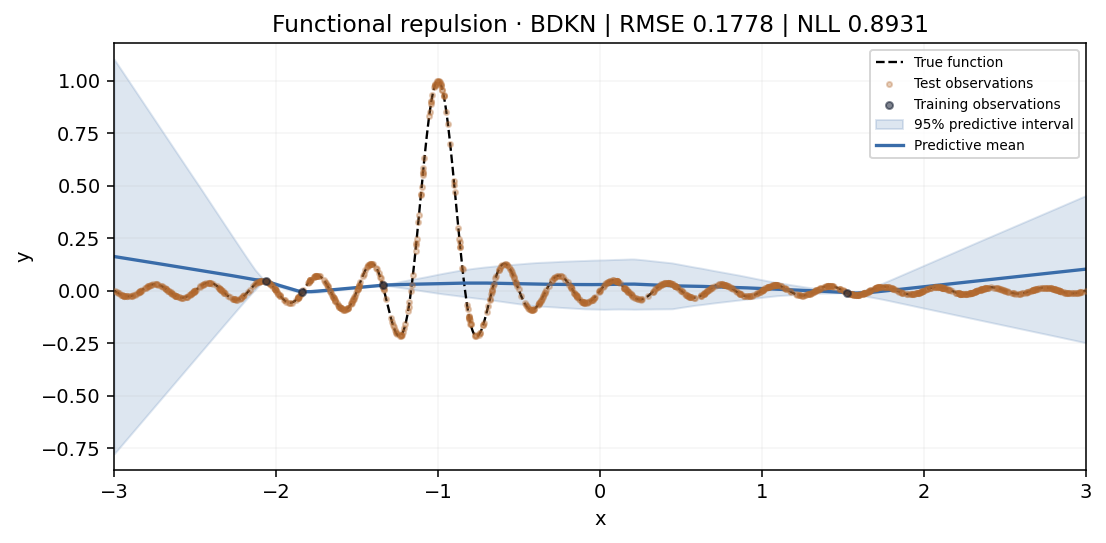 Functional repulsion · BDKN | RMSE 0.1778 | NLL 0.8931
True function
Test observations
Training observations
95% predictive interval
Predictive mean
1.00
0.75
0.50
0.25
0.00
−0.25
−0.50
−0.75
y
−3
−2
−1
0
1
2
3
x